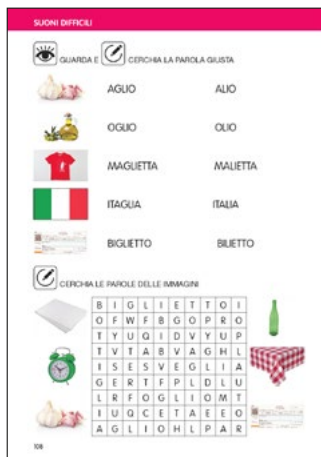 SUONI DIFFICILI
GUARDA E CERCHIA LA PAROLA GIUSTA
AGLIO ALIO
OGLIO OLIO
MAGLIETTA MALIETTA
ITAGLIA ITALIA
BIGLIETTO BILIETTO
CERCHIA LE PAROLE DELLE IMMAGINI
B I G L I E T T O I
O F W F B G O P R O
T Y U Q I D V Y U P
T V T A B V A G H L
I S E S V E G L I A
G E R T F P L D L U
L R F O G L I O M T
I U Q C E T A E E O
A G L I O H L P A R
108